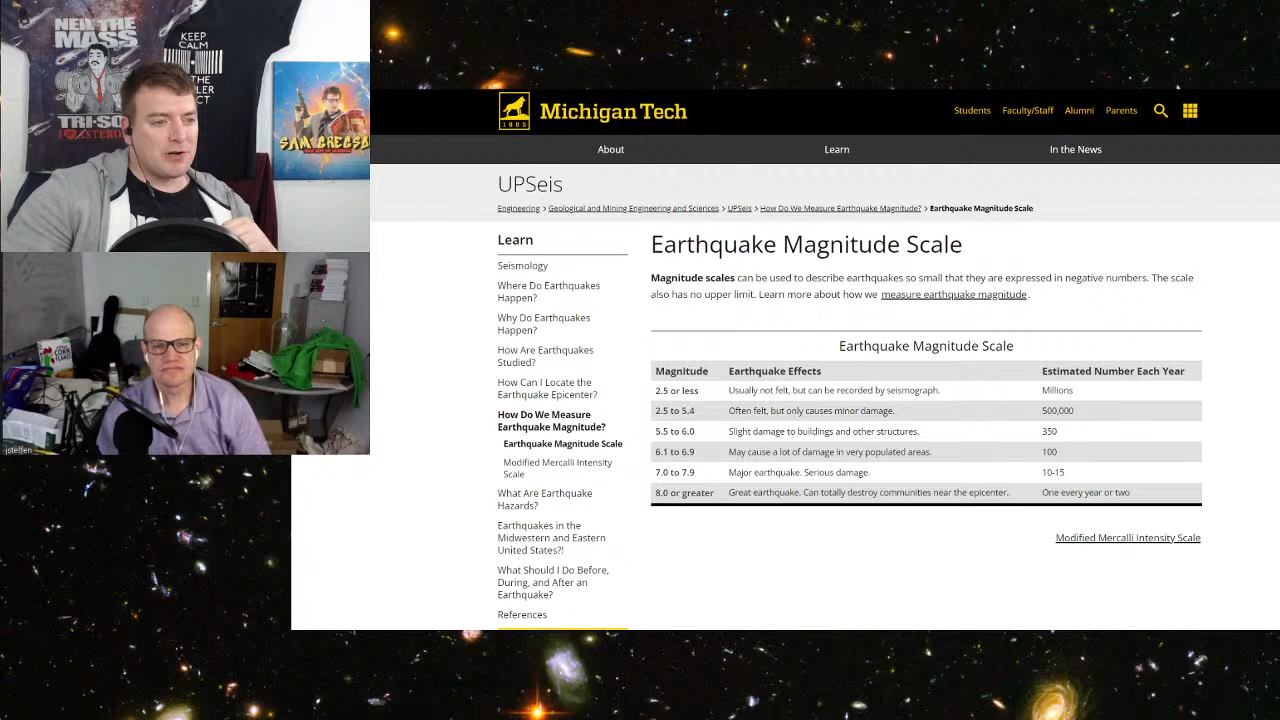 NEIL THE
MASS
TRI-SO
I ASTERO
KEEP
CALM
SAM GREGSON
CORN
FLAKES
jsteffen
1885
Michigan Tech
Students Faculty/Staff Alumni Parents
About Learn In the News
UPSeis
Engineering > Geological and Mining Engineering and Sciences > UPSeis > How Do We Measure Earthquake Magnitude? > Earthquake Magnitude Scale
Learn
Seismology
Where Do Earthquakes
Happen?
Why Do Earthquakes
Happen?
How Are Earthquakes
Studied?
How Can I Locate the
Earthquake Epicenter?
How Do We Measure
Earthquake Magnitude?
Earthquake Magnitude Scale
Modified Mercalli Intensity
Scale
What Are Earthquake
Hazards?
Earthquakes in the
Midwestern and Eastern
United States?!
What Should I Do Before,
During, and After an
Earthquake?
References
Earthquake Magnitude Scale
Magnitude scales can be used to describe earthquakes so small that they are expressed in negative numbers. The scale
also has no upper limit. Learn more about how we measure earthquake magnitude.
Earthquake Magnitude Scale
Magnitude Earthquake Effects Estimated Number Each Year
2.5 or less Usually not felt, but can be recorded by seismograph. Millions
2.5 to 5.4 Often felt, but only causes minor damage. 500,000
5.5 to 6.0 Slight damage to buildings and other structures. 350
6.1 to 6.9 May cause a lot of damage in very populated areas. 100
7.0 to 7.9 Major earthquake. Serious damage. 10-15
8.0 or greater Great earthquake. Can totally destroy communities near the epicenter. One every year or two
Modified Mercalli Intensity Scale